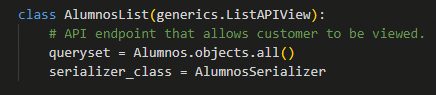 class AlumnosList(generics.ListAPIView):
    # API endpoint that allows customer to be viewed.
    queryset = Alumnos.objects.all()
    serializer_class = AlumnosSerializer